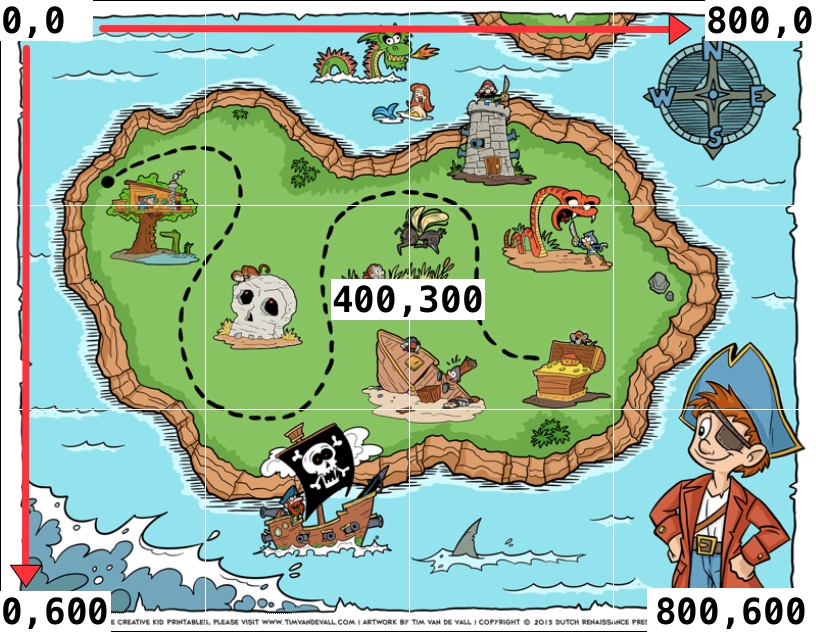 0,0
800,0
N
W E
S
400,300
0,600
800,600
E CREATIVE KID PRINTABLES, PLEASE VISIT WWW.TIMVANDEVALL.COM | ARTWORK BY TIM VAN DE VALL | COPYRIGHT © 2013 DUTCH RENAISSANCE PRES